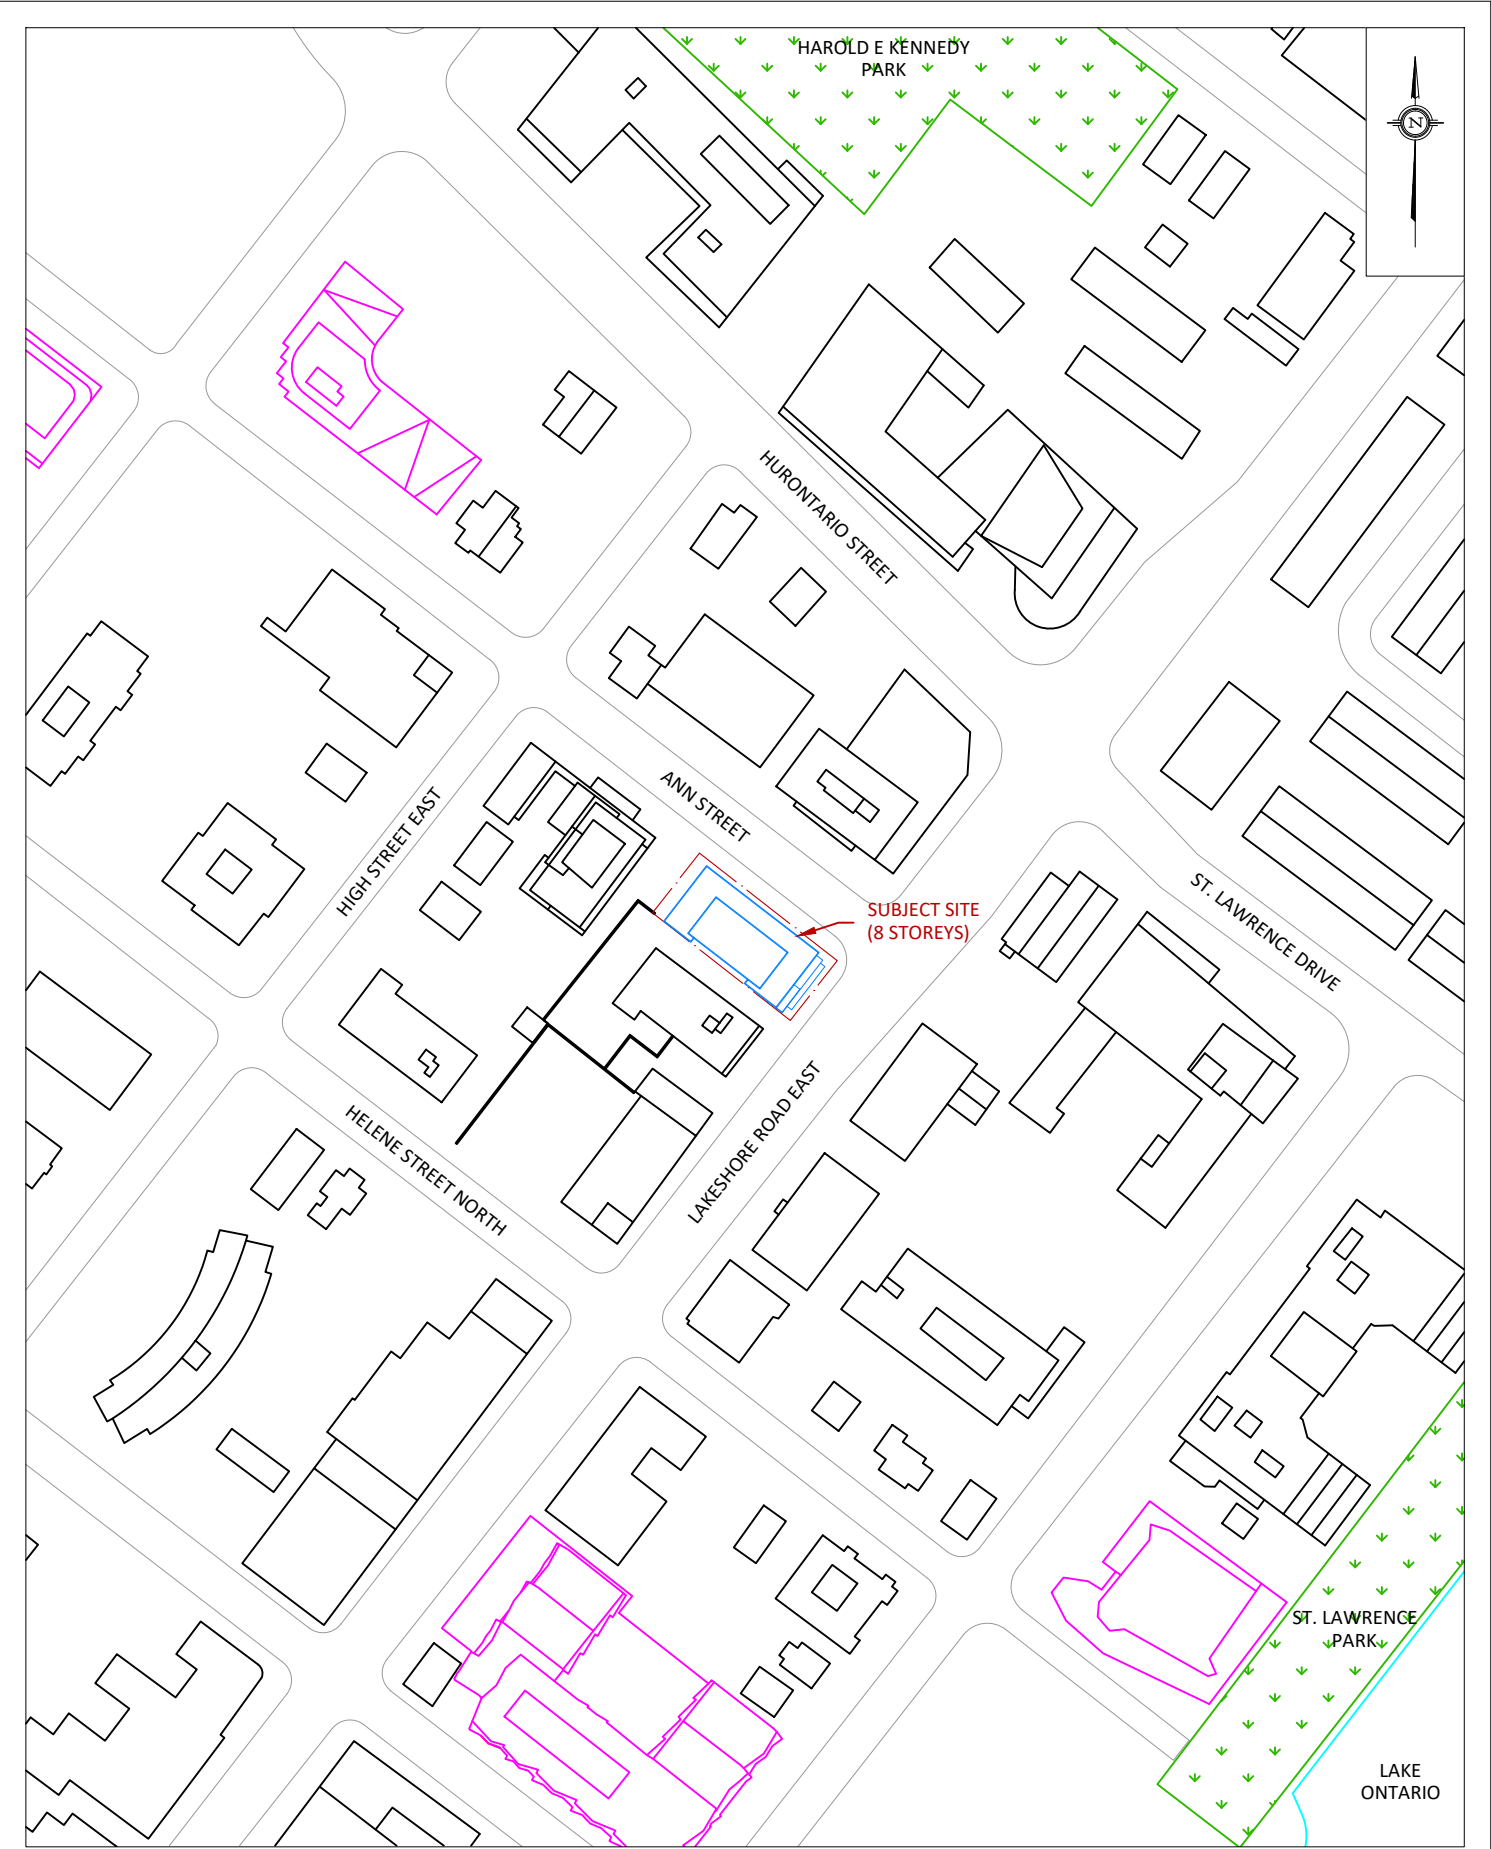 HAROLD E KENNEDY
PARK
N
HURONTARIO STREET
ANN STREET
HIGH STREET EAST
SUBJECT SITE
(8 STOREYS)
ST. LAWRENCE DRIVE
LAKESHORE ROAD EAST
HELENE STREET NORTH
ST. LAWRENCE
PARK
LAKE
ONTARIO